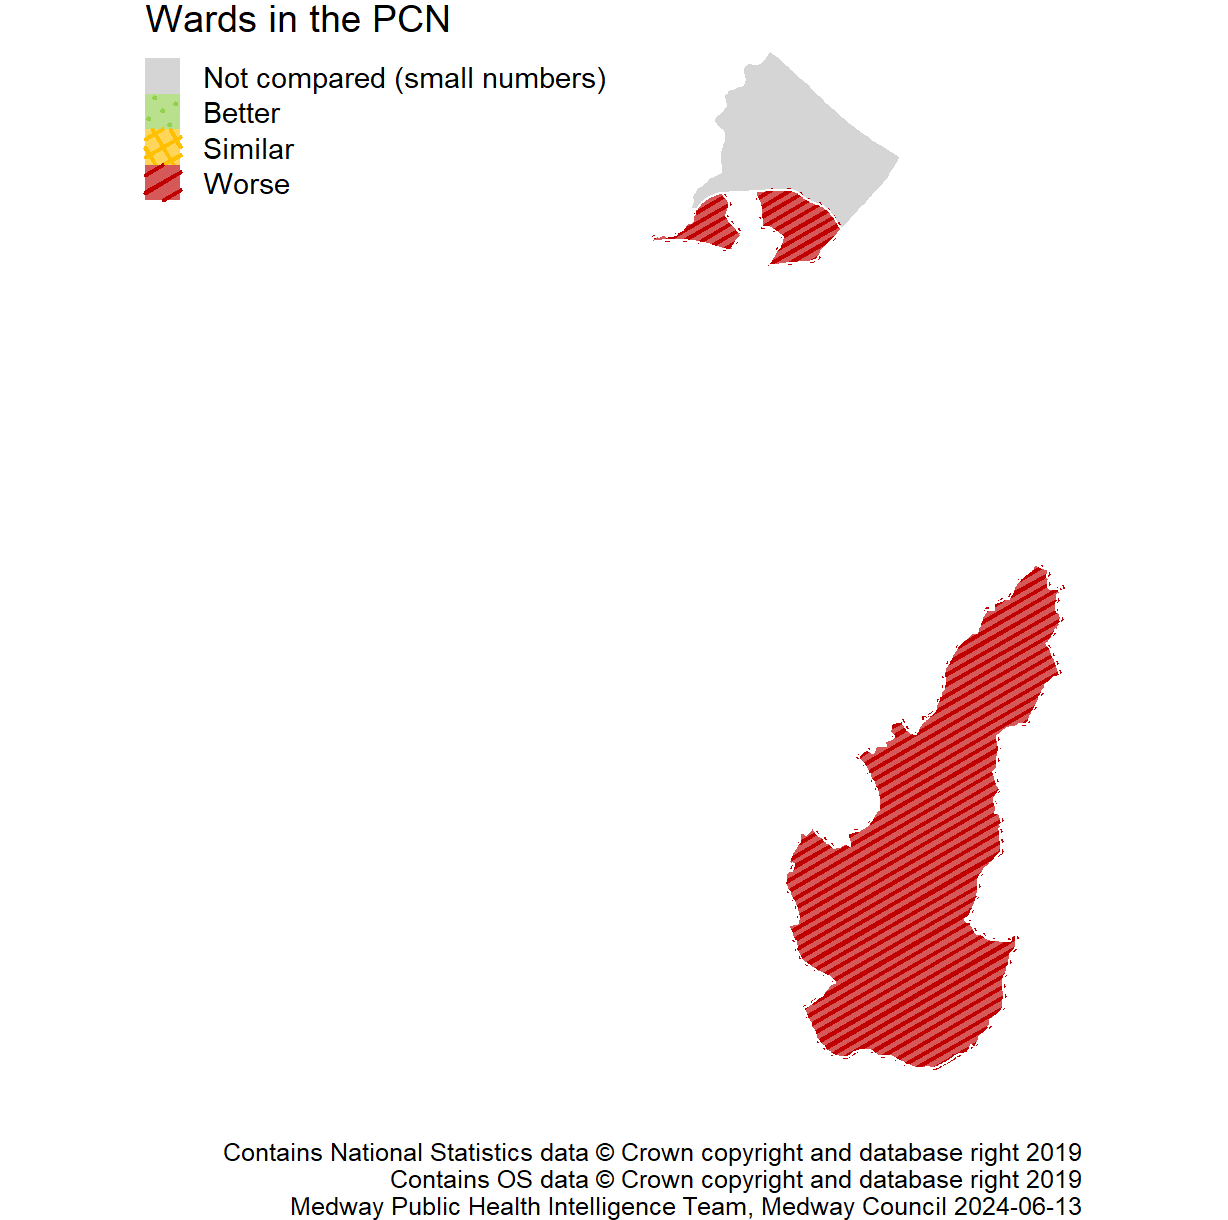 Wards in the PCN
Not compared (small numbers)
Better
Similar
Worse
Contains National Statistics data © Crown copyright and database right 2019
Contains OS data © Crown copyright and database right 2019
Medway Public Health Intelligence Team, Medway Council 2024-06-13